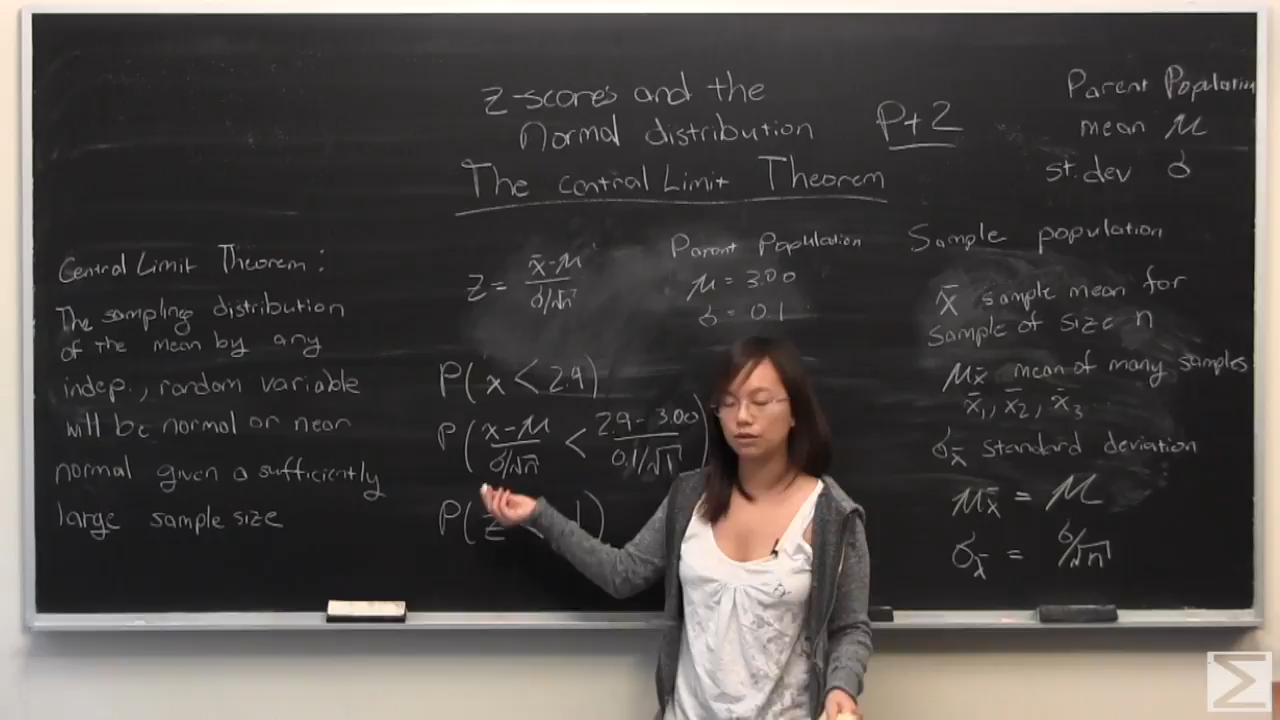 z-scores and the
Normal distribution
The central Limit Theorem
Pt 2
Parent Population
mean μ
st. dev σ
Central Limit Theorem:
The sampling distribution
of the mean by any
indep., random variable
will be normal or near
normal given a sufficiently
large sample size
z = x̄-μ / σ/√n
Parent Population
μ = 3.00
σ = 0.1
P(x < 2.9)
P(x-μ / σ/√n < 2.9-3.00 / 0.1/√1)
P(z < 1)
Sample population
x̄ sample mean for
sample of size n
μx̄ mean of many samples
x̄1, x̄2, x̄3
σx̄ standard deviation
μx̄ = μ
σx̄ = σ/√n
Σ